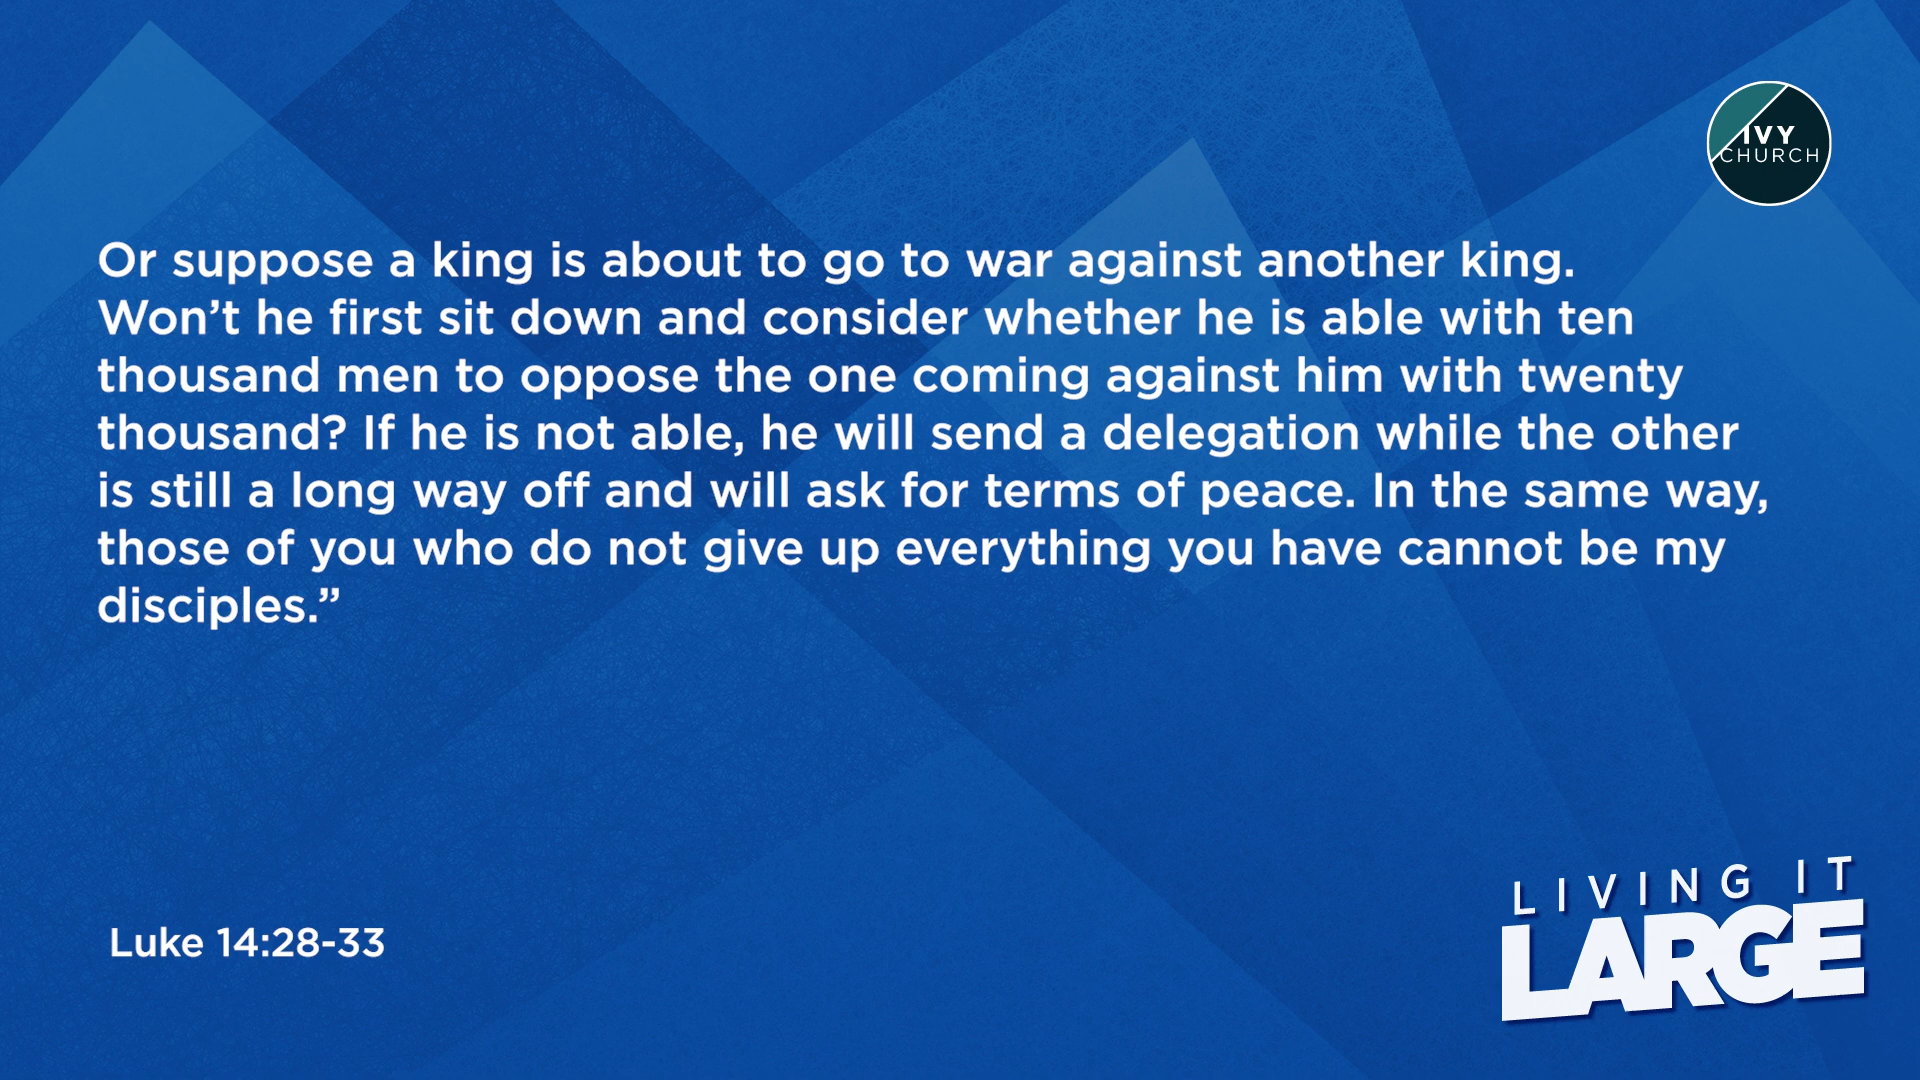 IVY
CHURCH
Or suppose a king is about to go to war against another king.
Won’t he first sit down and consider whether he is able with ten
thousand men to oppose the one coming against him with twenty
thousand? If he is not able, he will send a delegation while the other
is still a long way off and will ask for terms of peace. In the same way,
those of you who do not give up everything you have cannot be my
disciples.”
Luke 14:28-33
LIVING IT
LARGE